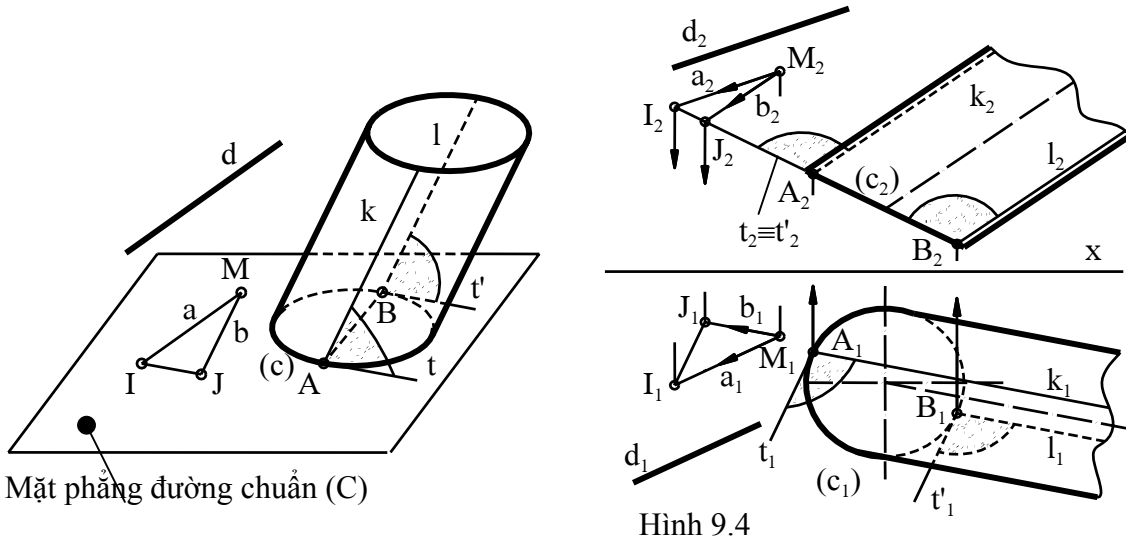 d
l
k
M
a
b
B
t'
I
J
(c)
A
t
Mặt phẳng đường chuẩn (C)
d₂
M₂
a₂
b₂
I₂
J₂
k₂
l₂
A₂
(c₂)
t₂≡t'₂
B₂
x
J₁
b₁
M₁
I₁
a₁
A₁
k₁
B₁
l₁
d₁
t₁
(c₁)
t'₁
Hình 9.4